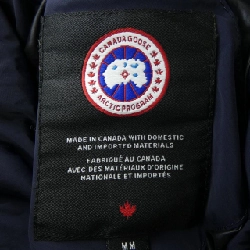 CANADA GOOSE
ARCTIC PROGRAM
MADE IN CANADA WITH DOMESTIC
AND IMPORTED MATERIALS
FABRIQUÉ AU CANADA
AVEC DES MATÉRIAUX D'ORIGINE
NATIONALE ET IMPORTÉS